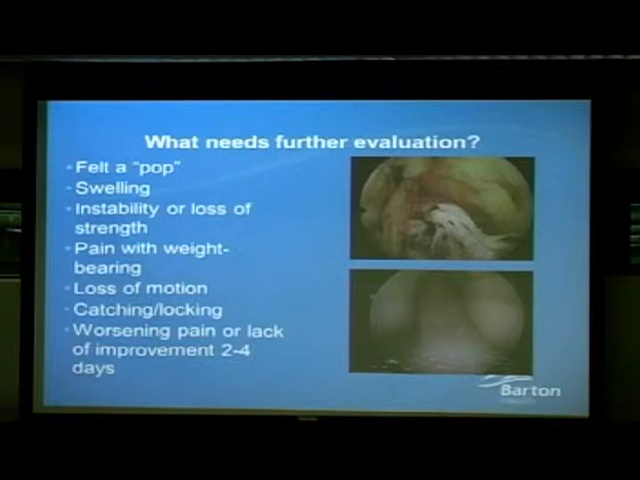 What needs further evaluation?
Felt a "pop"
Swelling
Instability or loss of
strength
Pain with weight-
bearing
Loss of motion
Catching/locking
Worsening pain or lack
of improvement 2-4
days
Barton